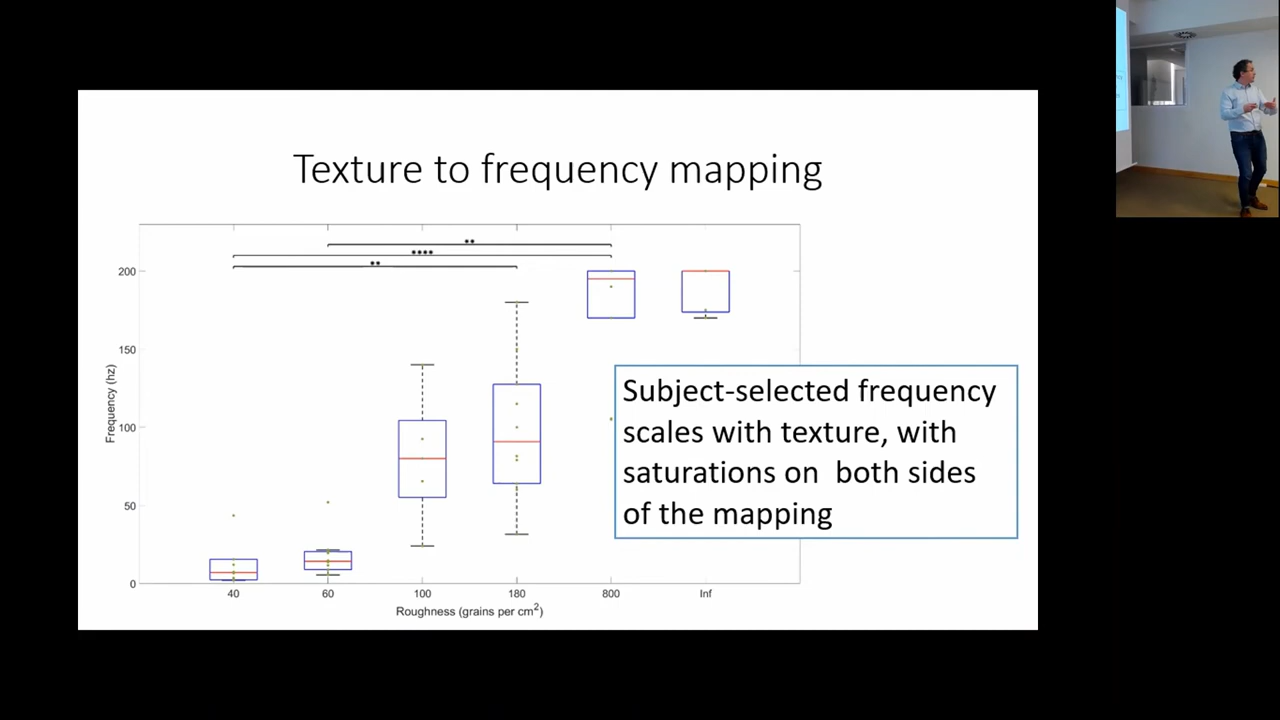 Texture to frequency mapping
**
****
**
200
150
100
50
0
Frequency (hz)
40 60 100 180 800 Inf
Roughness (grains per cm2)
Subject-selected frequency
scales with texture, with
saturations on both sides
of the mapping